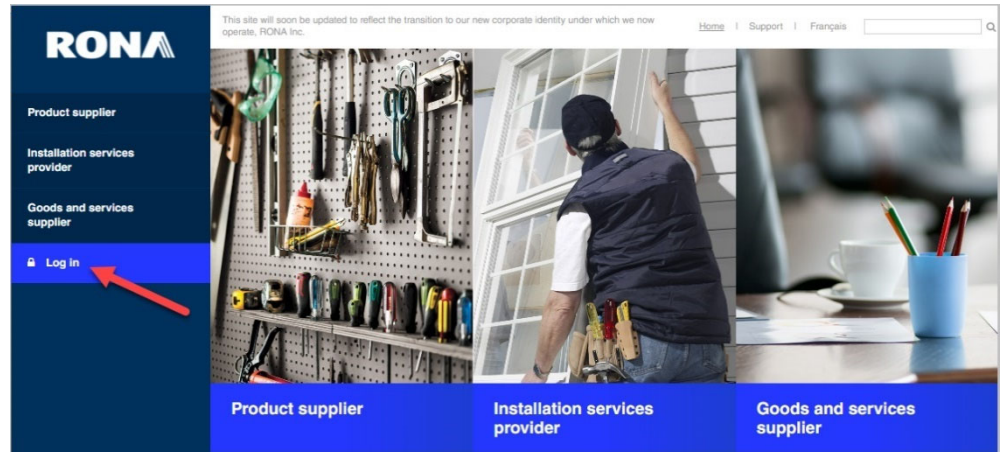 RONA
This site will soon be updated to reflect the transition to our new corporate identity under which we now
operate, RONA Inc.
Home | Support | Français
Product supplier
Installation services
provider
Goods and services
supplier
Log in
Product supplier
Installation services
provider
Goods and services
supplier